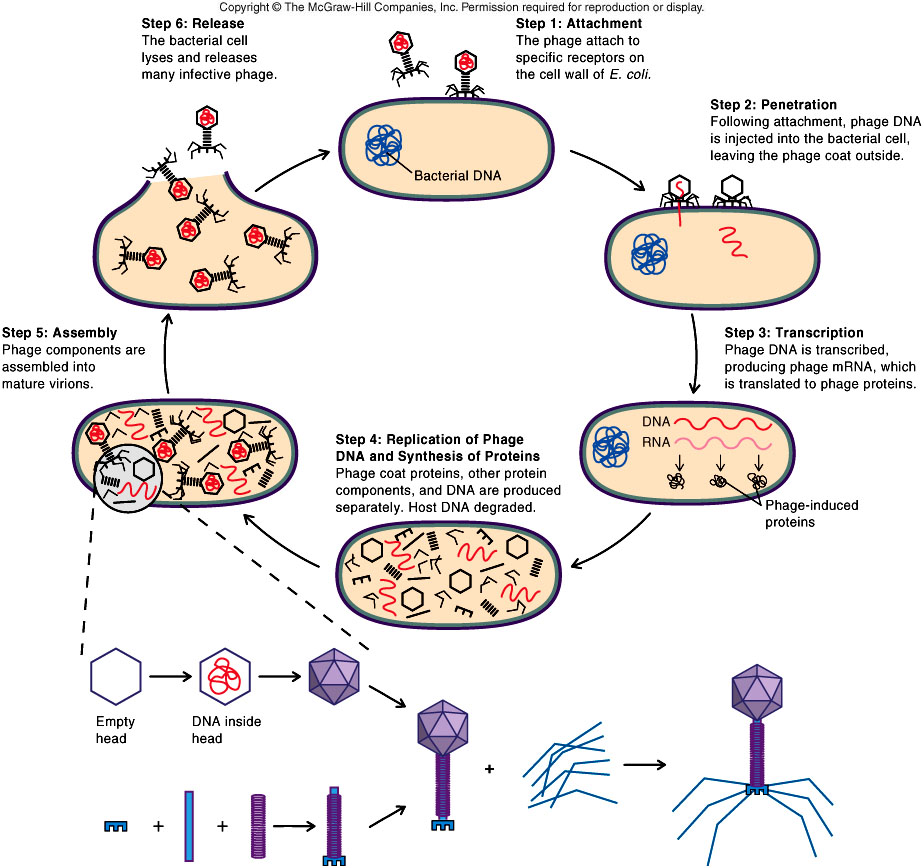 Copyright © The McGraw-Hill Companies, Inc. Permission required for reproduction or display.
Step 6: Release
The bacterial cell
lyses and releases
many infective phage.
Step 1: Attachment
The phage attach to
specific receptors on
the cell wall of E. coli.
Step 2: Penetration
Following attachment, phage DNA
is injected into the bacterial cell,
leaving the phage coat outside.
Bacterial DNA
Step 5: Assembly
Phage components are
assembled into
mature virions.
Step 3: Transcription
Phage DNA is transcribed,
producing phage mRNA, which
is translated to phage proteins.
DNA
RNA
Phage-induced
proteins
Step 4: Replication of Phage
DNA and Synthesis of Proteins
Phage coat proteins, other protein
components, and DNA are produced
separately. Host DNA degraded.
Empty
head
DNA inside
head
+
+
+